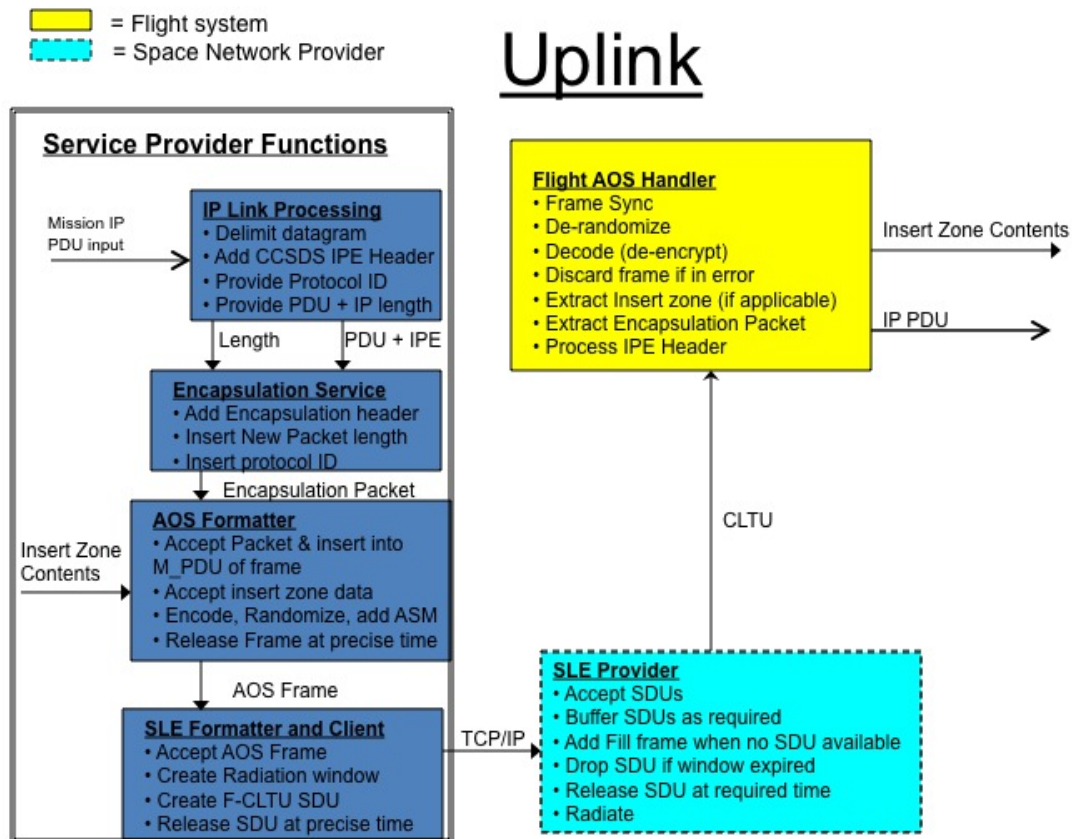 = Flight system
= Space Network Provider
Uplink
Service Provider Functions
Mission IP
PDU input
IP Link Processing
• Delimit datagram
• Add CCSDS IPE Header
• Provide Protocol ID
• Provide PDU + IP length
Length
PDU + IPE
Encapsulation Service
• Add Encapsulation header
• Insert New Packet length
• Insert protocol ID
Encapsulation Packet
Insert Zone
Contents
AOS Formatter
• Accept Packet & insert into
M_PDU of frame
• Accept insert zone data
• Encode, Randomize, add ASM
• Release Frame at precise time
AOS Frame
SLE Formatter and Client
• Accept AOS Frame
• Create Radiation window
• Create F-CLTU SDU
• Release SDU at precise time
TCP/IP
SLE Provider
• Accept SDUs
• Buffer SDUs as required
• Add Fill frame when no SDU available
• Drop SDU if window expired
• Release SDU at required time
• Radiate
CLTU
Flight AOS Handler
• Frame Sync
• De-randomize
• Decode (de-encrypt)
• Discard frame if in error
• Extract Insert zone (if applicable)
• Extract Encapsulation Packet
• Process IPE Header
Insert Zone Contents
IP PDU